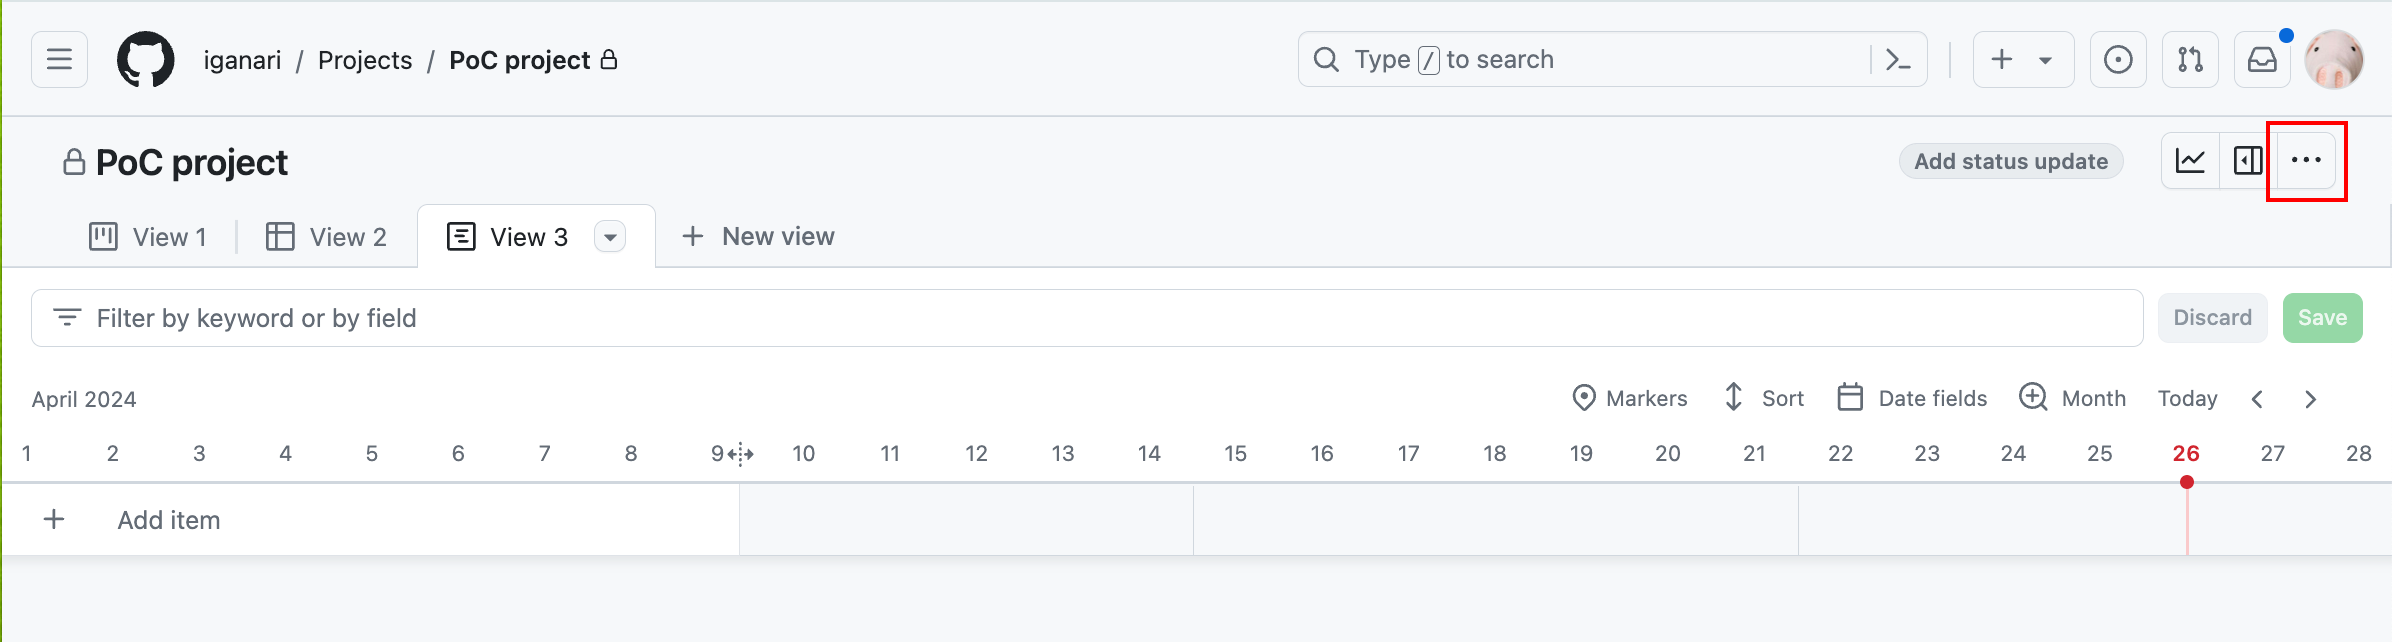 iganari / Projects / PoC project
Type / to search
PoC project
Add status update
View 1
View 2
View 3
New view
Filter by keyword or by field
Discard
Save
April 2024
Markers
Sort
Date fields
Month
Today
1 2 3 4 5 6 7 8 9 10 11 12 13 14 15 16 17 18 19 20 21 22 23 24 25 26 27 28
+ Add item